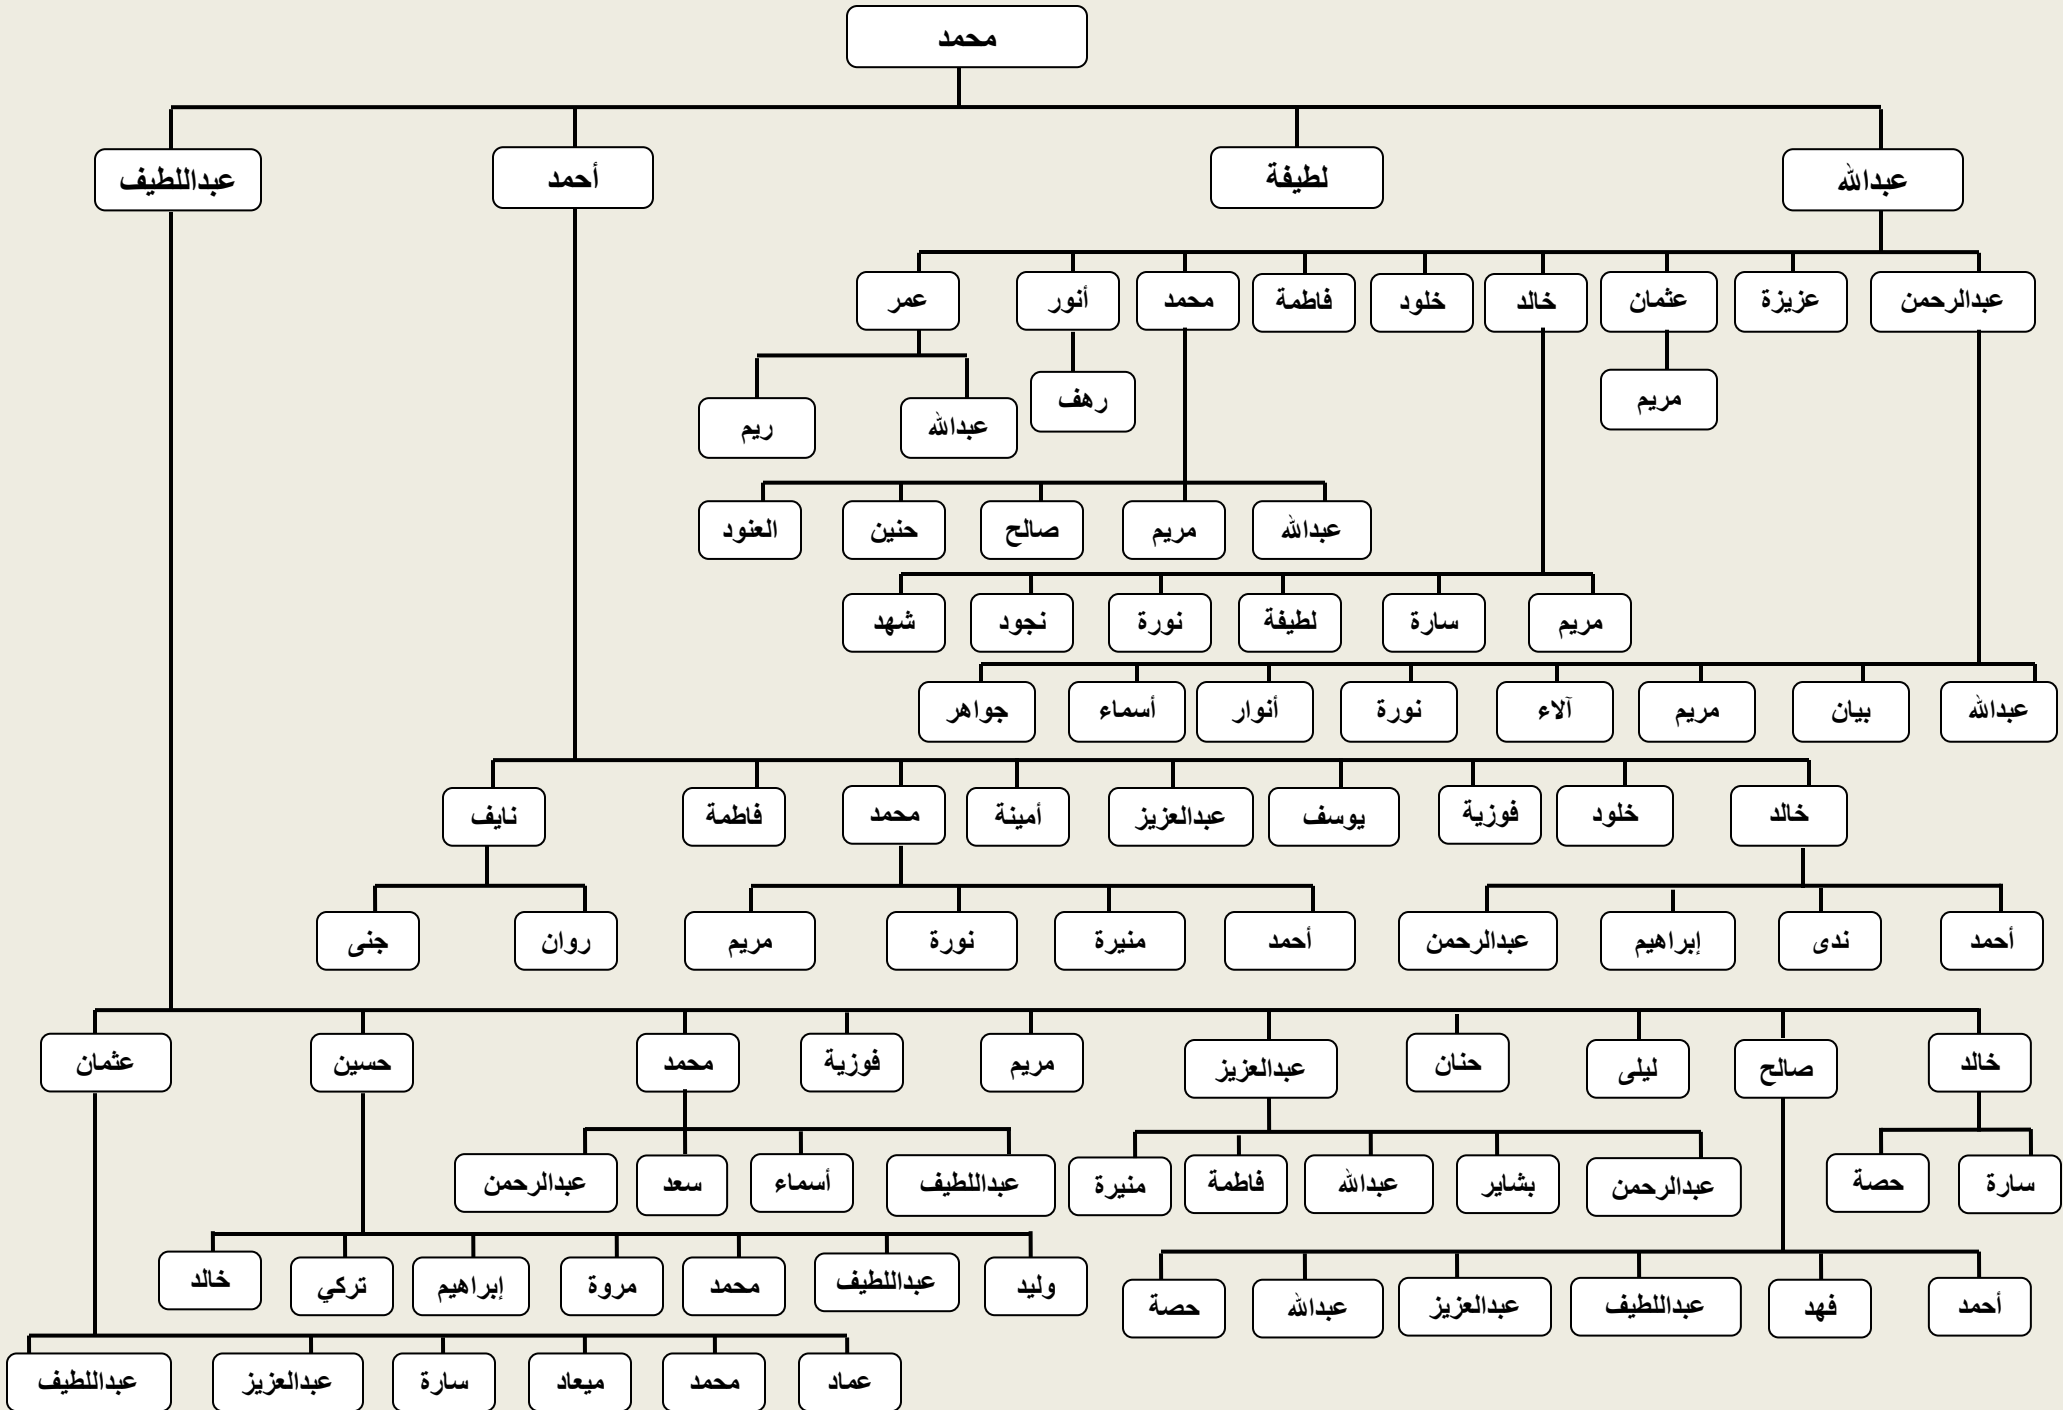 محمد
عبدالله لطيفة أحمد عبداللطيف
عبدالرحمن عزيزة عثمان خالد خلود فاطمة محمد أنور عمر
مريم رهف عبدالله ريم
عبدالله مريم صالح حنين العنود
مريم سارة لطيفة نورة نجود شهد
عبدالله بيان مريم آلاء نورة أنوار أسماء جواهر
خالد خلود فوزية يوسف عبدالعزيز أمينة محمد فاطمة نايف
أحمد ندى إبراهيم عبدالرحمن أحمد منيرة نورة مريم روان جنى
خالد صالح ليلى حنان عبدالعزيز مريم فوزية محمد حسين عثمان
سارة حصة عبدالرحمن بشاير عبدالله فاطمة منيرة عبداللطيف أسماء سعد عبدالرحمن
أحمد فهد عبداللطيف عبدالعزيز عبدالله حصة وليد عبداللطيف محمد مروة إبراهيم تركي خالد
عماد محمد ميعاد سارة عبدالعزيز عبداللطيف